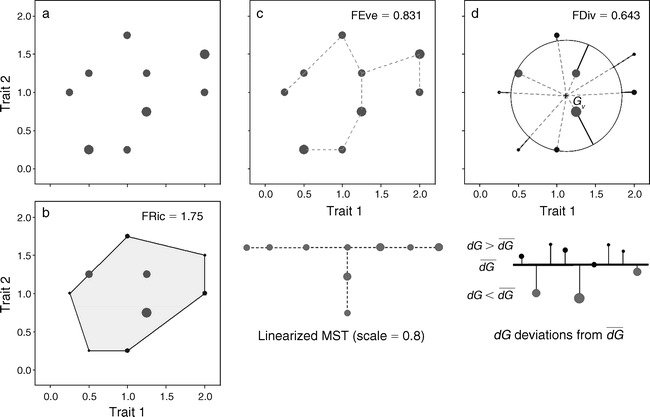 a
Trait 2
2.0
1.5
1.0
0.5
0.0
b
FRic = 1.75
Trait 2
2.0
1.5
1.0
0.5
0.0
0.0 0.5 1.0 1.5 2.0
Trait 1
c
FEve = 0.831
0.0 0.5 1.0 1.5 2.0
Trait 1
Linearized MST (scale = 0.8)
d
FDiv = 0.643
Gv
0.0 0.5 1.0 1.5 2.0
Trait 1
dG > dG
dG
dG < dG
dG deviations from dG